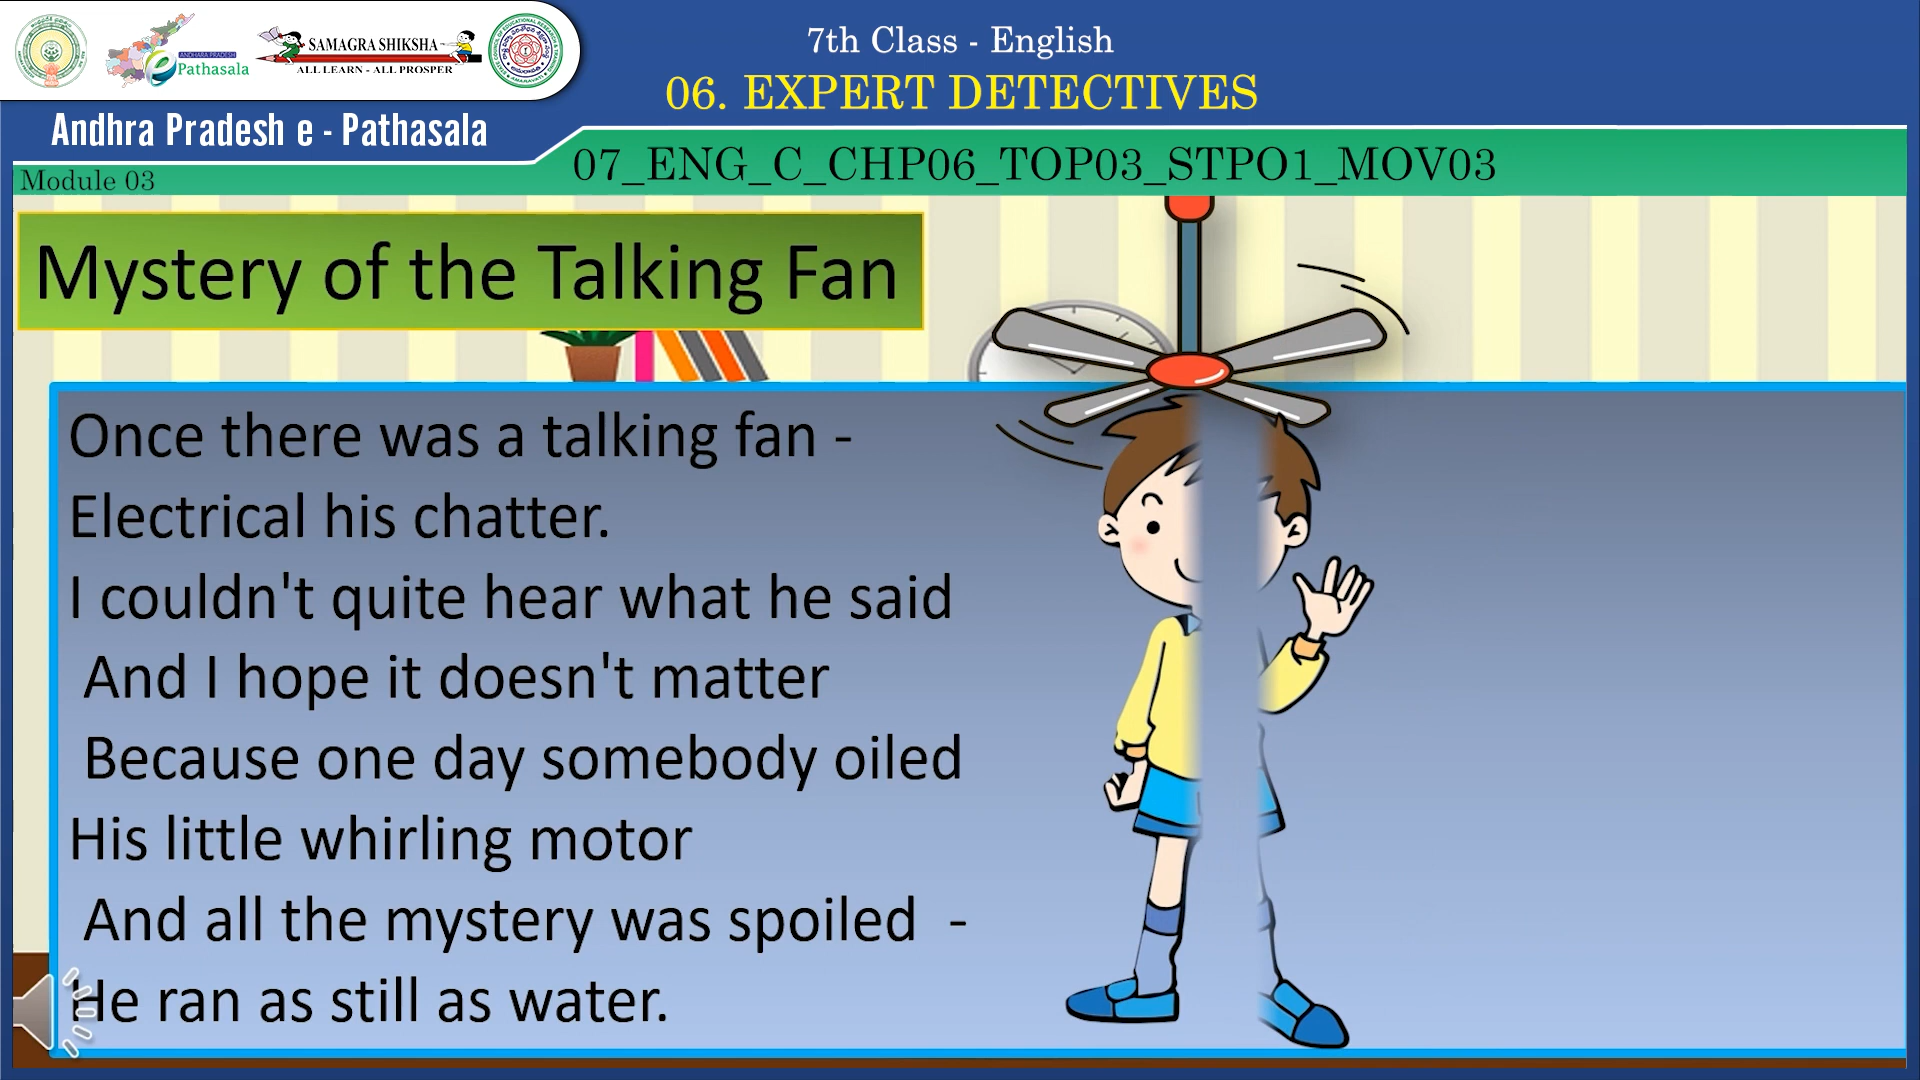 ANDHRA PRADESH
Pathasala
SAMAGRA SHIKSHA
ALL LEARN - ALL PROSPER
Andhra Pradesh e - Pathasala
7th Class - English
06. EXPERT DETECTIVES
07_ENG_C_CHP06_TOP03_STPO1_MOV03
Module 03
Mystery of the Talking Fan
Once there was a talking fan -
Electrical his chatter.
I couldn't quite hear what he said
And I hope it doesn't matter
Because one day somebody oiled
His little whirling motor
And all the mystery was spoiled -
He ran as still as water.